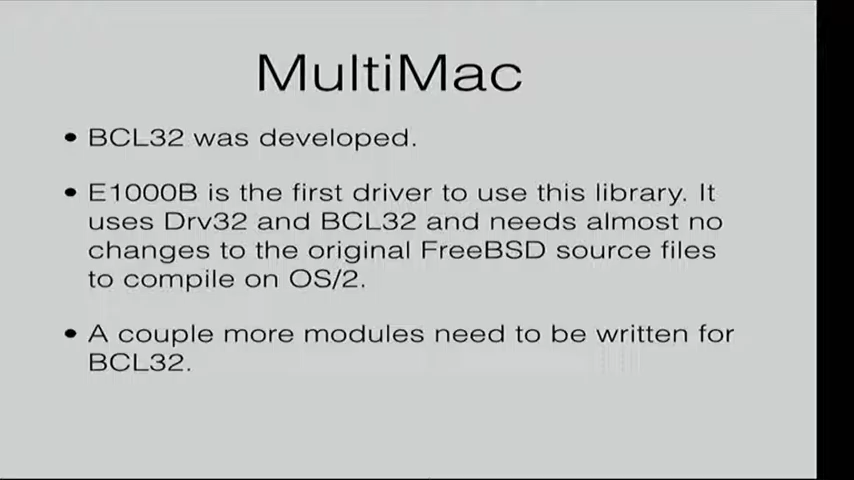 MultiMac
• BCL32 was developed.
• E1000B is the first driver to use this library. It
uses Drv32 and BCL32 and needs almost no
changes to the original FreeBSD source files
to compile on OS/2.
• A couple more modules need to be written for
BCL32.